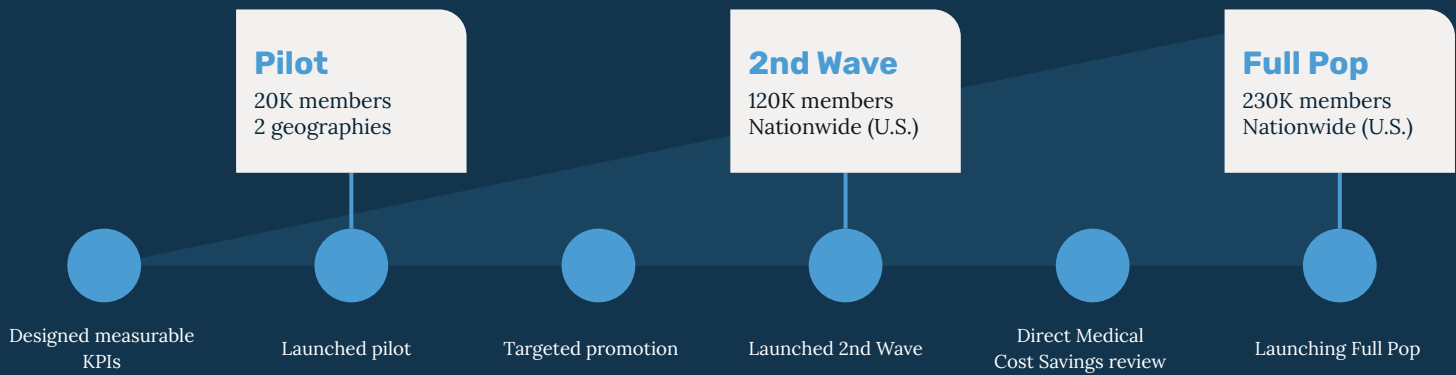 Pilot
20K members
2 geographies
2nd Wave
120K members
Nationwide (U.S.)
Full Pop
230K members
Nationwide (U.S.)
Designed measurable
KPIs
Launched pilot
Targeted promotion
Launched 2nd Wave
Direct Medical
Cost Savings review
Launching Full Pop